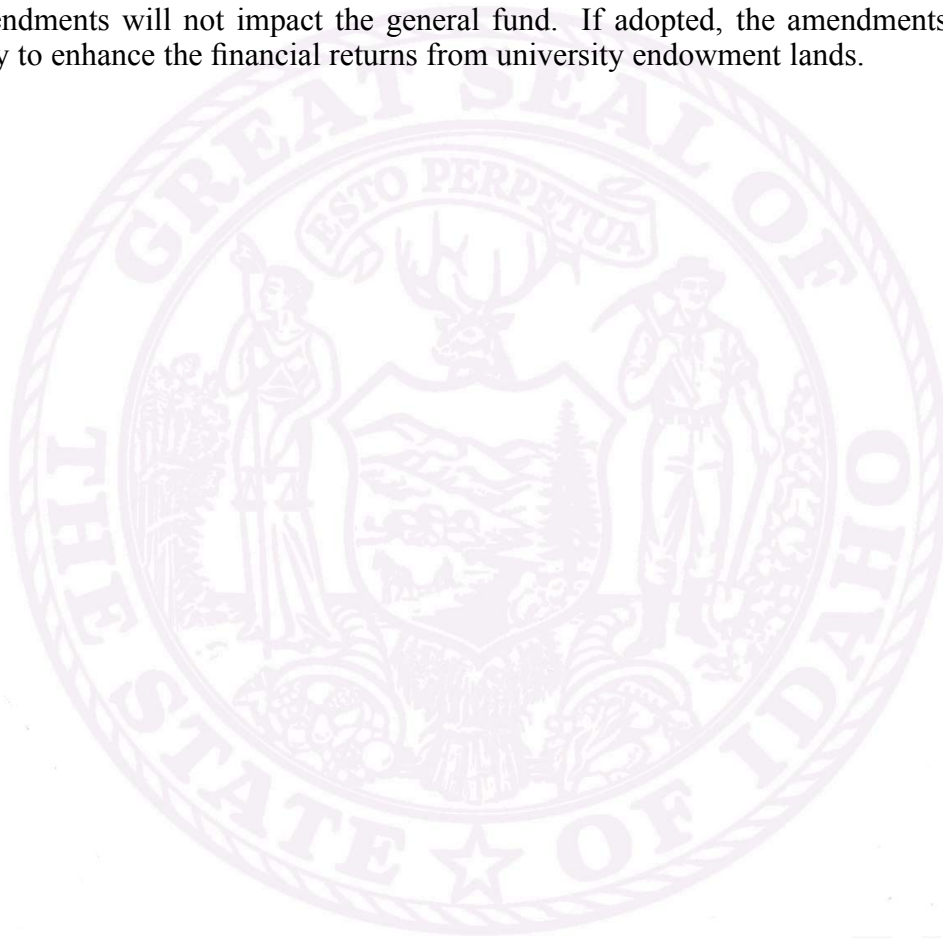 endments will not impact the general fund. If adopted, the amendments
y to enhance the financial returns from university endowment lands.
GREAT SEAL OF
ESTO PERPETUA
THE STATE OF IDAHO